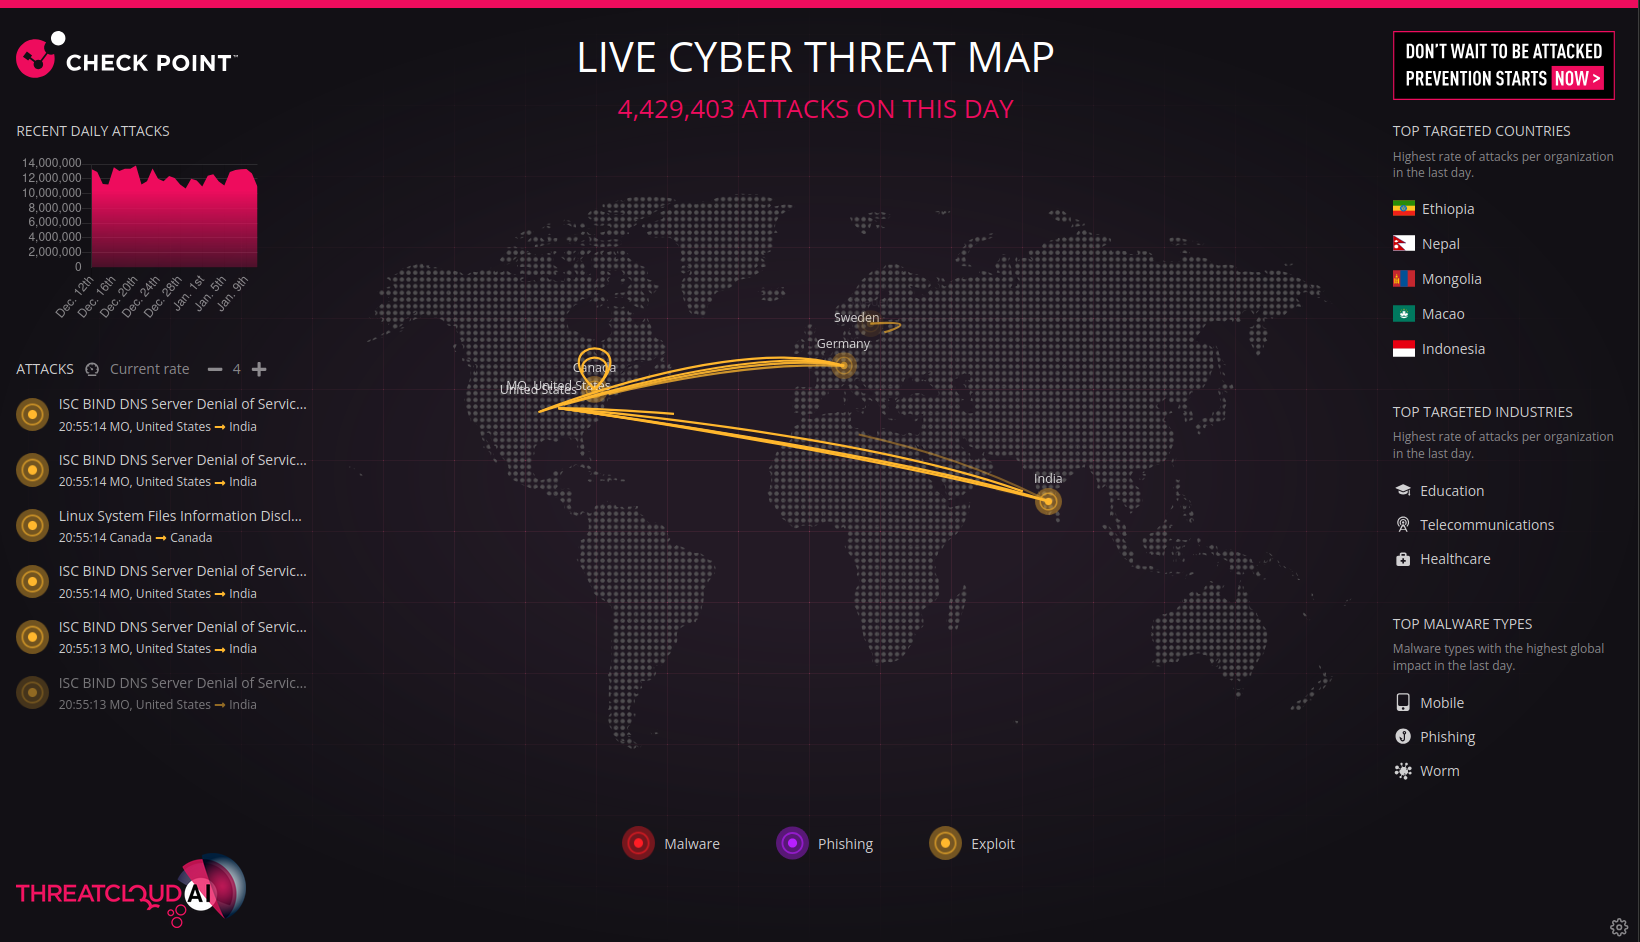 CHECK POINT™
LIVE CYBER THREAT MAP
4,429,403 ATTACKS ON THIS DAY
DON'T WAIT TO BE ATTACKED
PREVENTION STARTS NOW >
RECENT DAILY ATTACKS
14,000,000
12,000,000
10,000,000
8,000,000
6,000,000
4,000,000
2,000,000
0
Dec. 12th
Dec. 16th
Dec. 20th
Dec. 24th
Dec. 28th
Jan. 1st
Jan. 5th
Jan. 9th
ATTACKS Current rate — 4 +
ISC BIND DNS Server Denial of Servic...
20:55:14 MO, United States → India
ISC BIND DNS Server Denial of Servic...
20:55:14 MO, United States → India
Linux System Files Information Discl...
20:55:14 Canada → Canada
ISC BIND DNS Server Denial of Servic...
20:55:14 MO, United States → India
ISC BIND DNS Server Denial of Servic...
20:55:13 MO, United States → India
ISC BIND DNS Server Denial of Servic...
20:55:13 MO, United States → India
Sweden
Germany
Canada
MO, United States
United States
India
Malware
Phishing
Exploit
TOP TARGETED COUNTRIES
Highest rate of attacks per organization
in the last day.
Ethiopia
Nepal
Mongolia
Macao
Indonesia
TOP TARGETED INDUSTRIES
Highest rate of attacks per organization
in the last day.
Education
Telecommunications
Healthcare
TOP MALWARE TYPES
Malware types with the highest global
impact in the last day.
Mobile
Phishing
Worm
THREATCLOUD AI